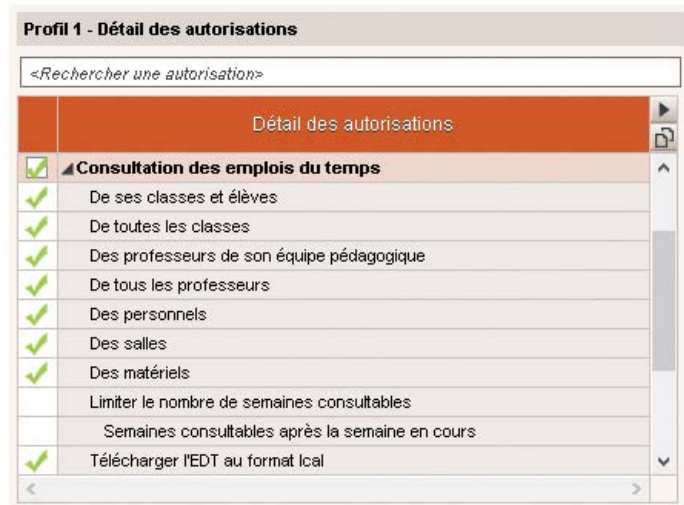 Profil 1 - Détail des autorisations
<Rechercher une autorisation>
Détail des autorisations
Consultation des emplois du temps
De ses classes et élèves
De toutes les classes
Des professeurs de son équipe pédagogique
De tous les professeurs
Des personnels
Des salles
Des matériels
Limiter le nombre de semaines consultables
Semaines consultables après la semaine en cours
Télécharger l'EDT au format Ical